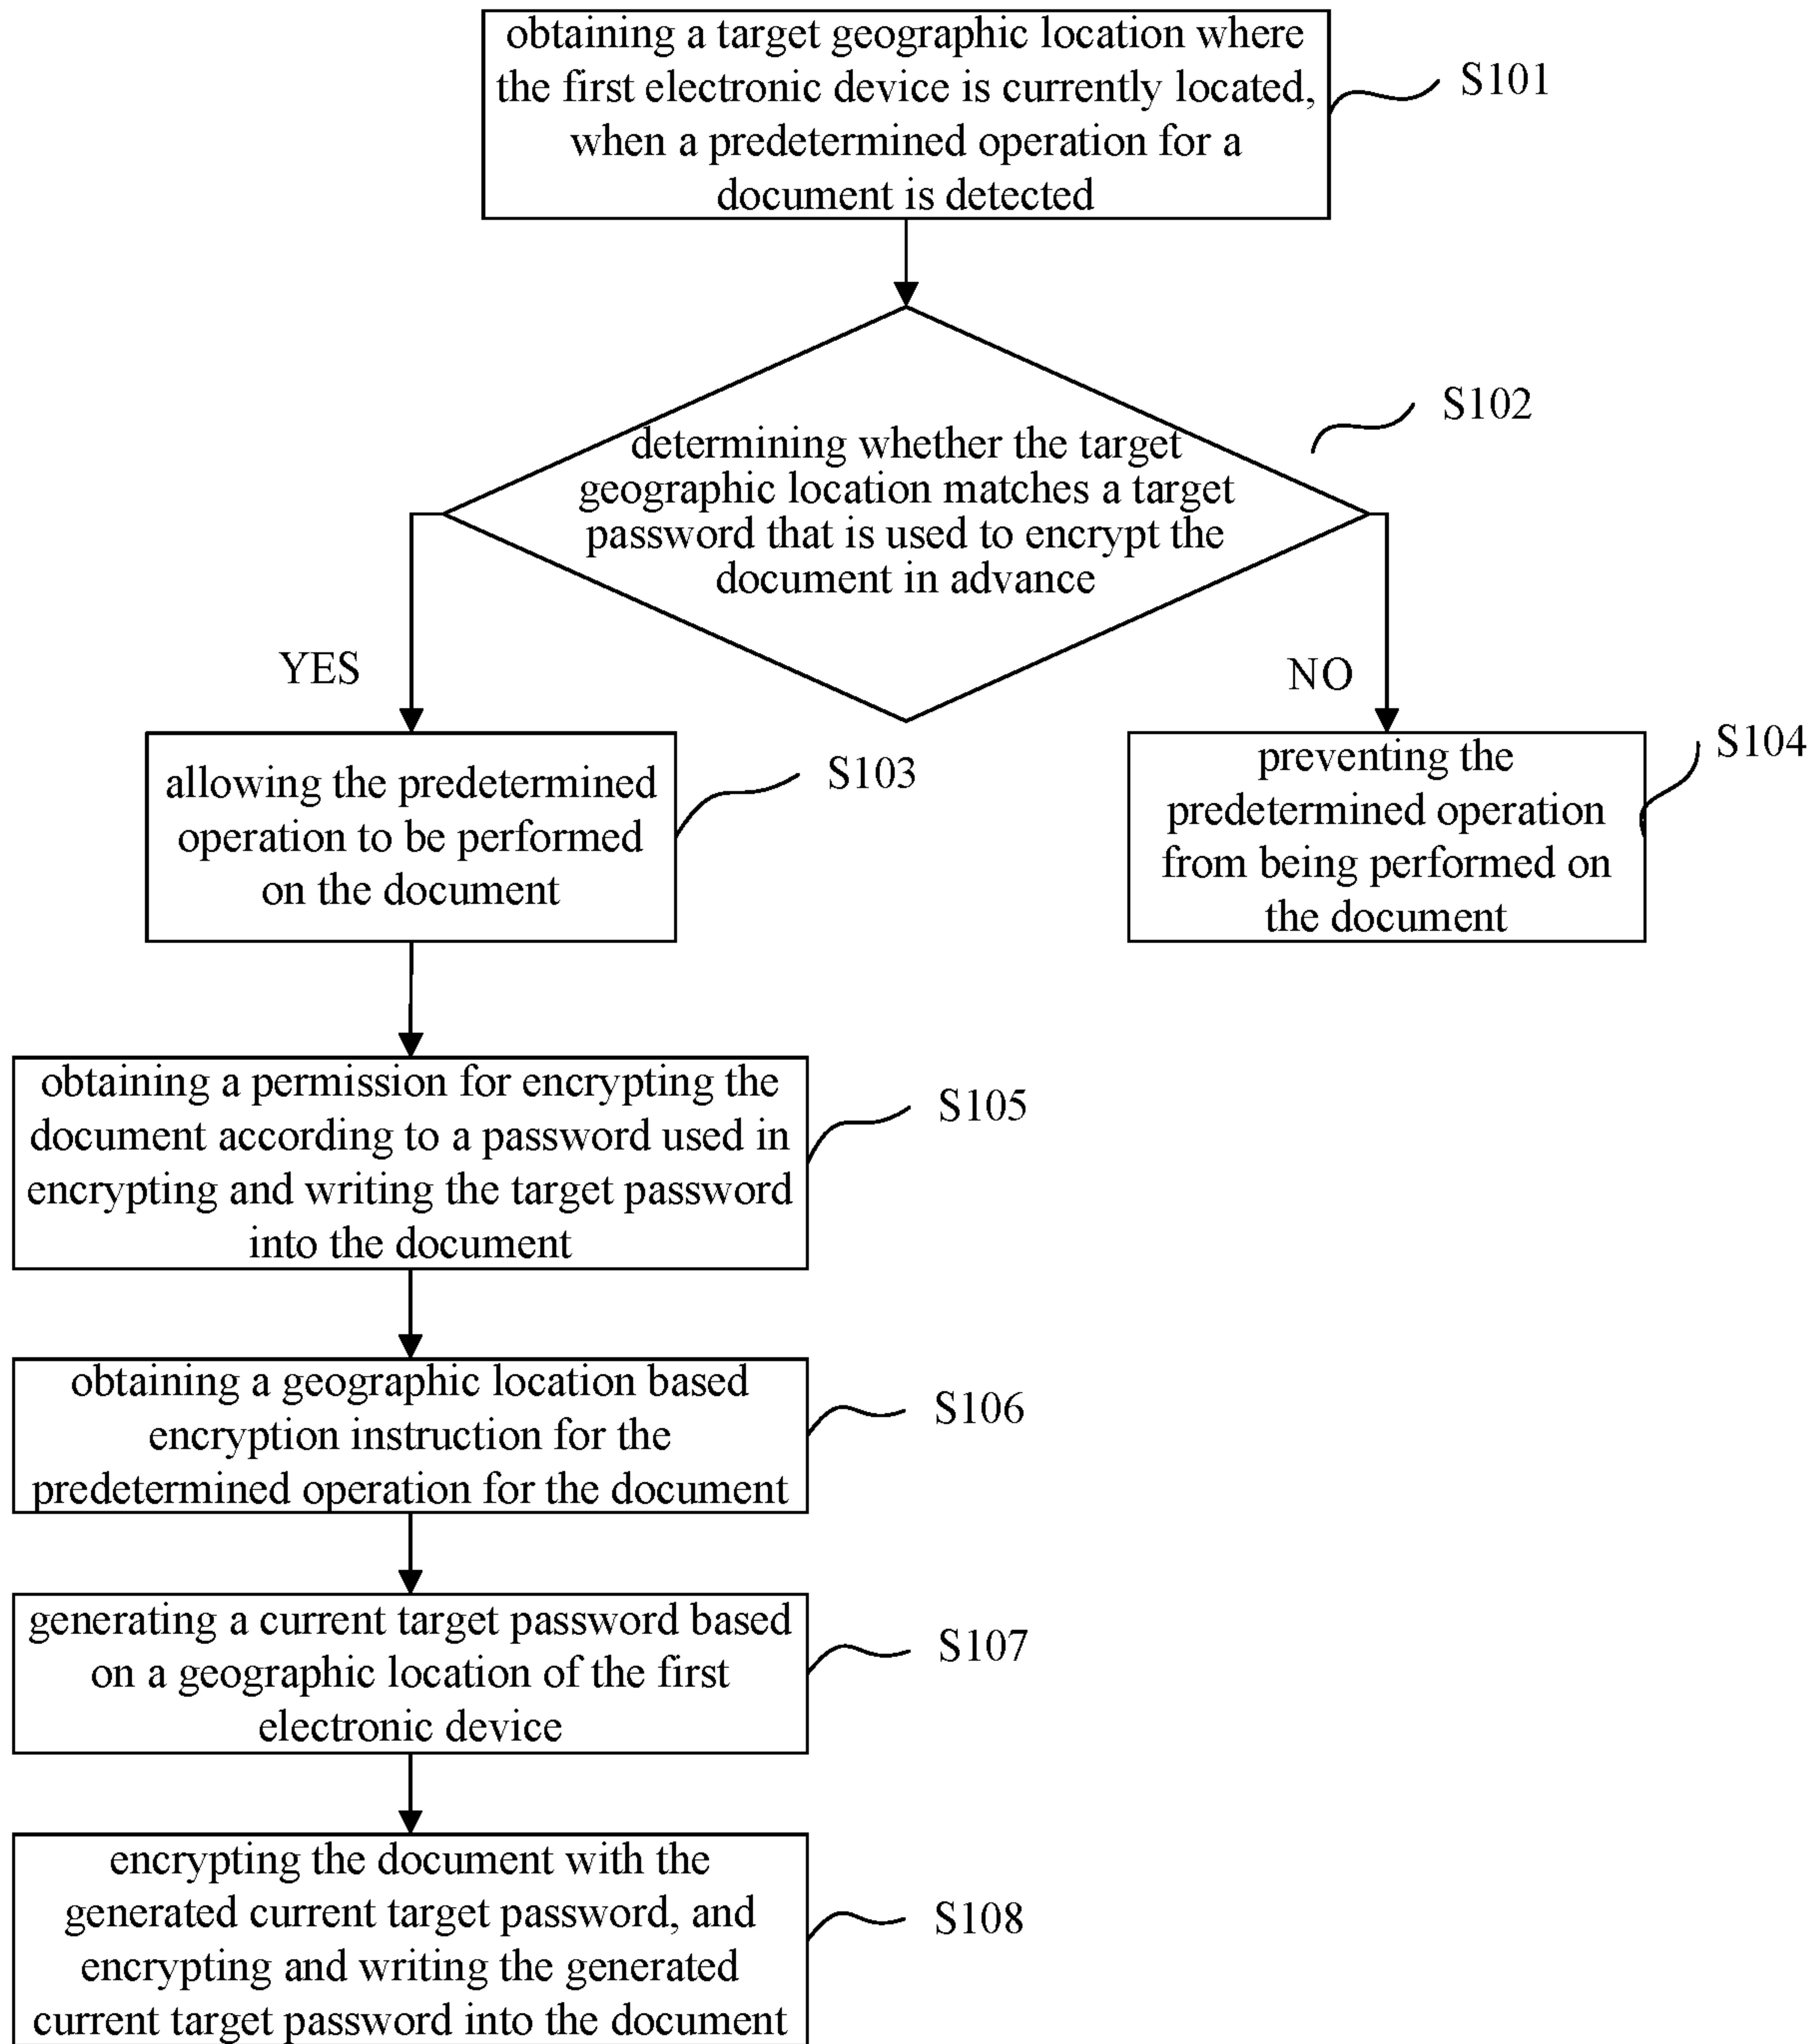 obtaining a target geographic location where
the first electronic device is currently located,
when a predetermined operation for a
document is detected
S101
determining whether the target
geographic location matches a target
password that is used to encrypt the
document in advance
S102
YES
NO
allowing the predetermined
operation to be performed
on the document
S103
preventing the
predetermined operation
from being performed on
the document
S104
obtaining a permission for encrypting the
document according to a password used in
encrypting and writing the target password
into the document
S105
obtaining a geographic location based
encryption instruction for the
predetermined operation for the document
S106
generating a current target password based
on a geographic location of the first
electronic device
S107
encrypting the document with the
generated current target password, and
encrypting and writing the generated
current target password into the document
S108